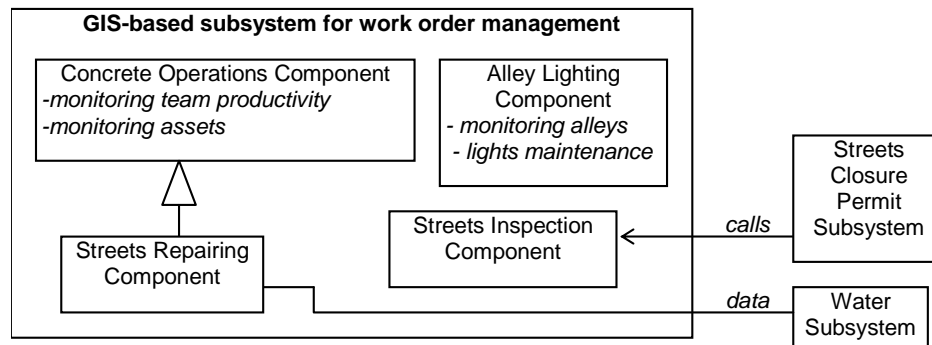 GIS-based subsystem for work order management
Concrete Operations Component
-monitoring team productivity
-monitoring assets
Alley Lighting
Component
- monitoring alleys
- lights maintenance
Streets
Closure
Permit
Subsystem
calls
Streets Inspection
Component
Streets Repairing
Component
data
Water
Subsystem